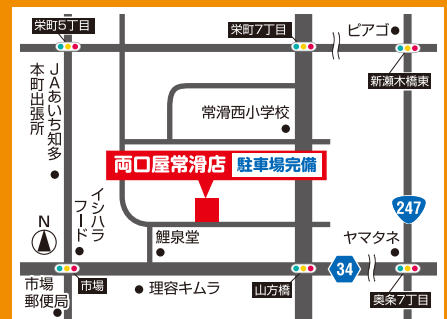 栄町5丁目
栄町7丁目
ピアゴ
新瀬木橋東
JAあいち知多
本町出張所
常滑西小学校
両口屋常滑店
駐車場完備
イシハラ
フード
N
鯉泉堂
247
ヤマタネ
34
市場
郵便局
市場
理容キムラ
山方橋
奥条7丁目